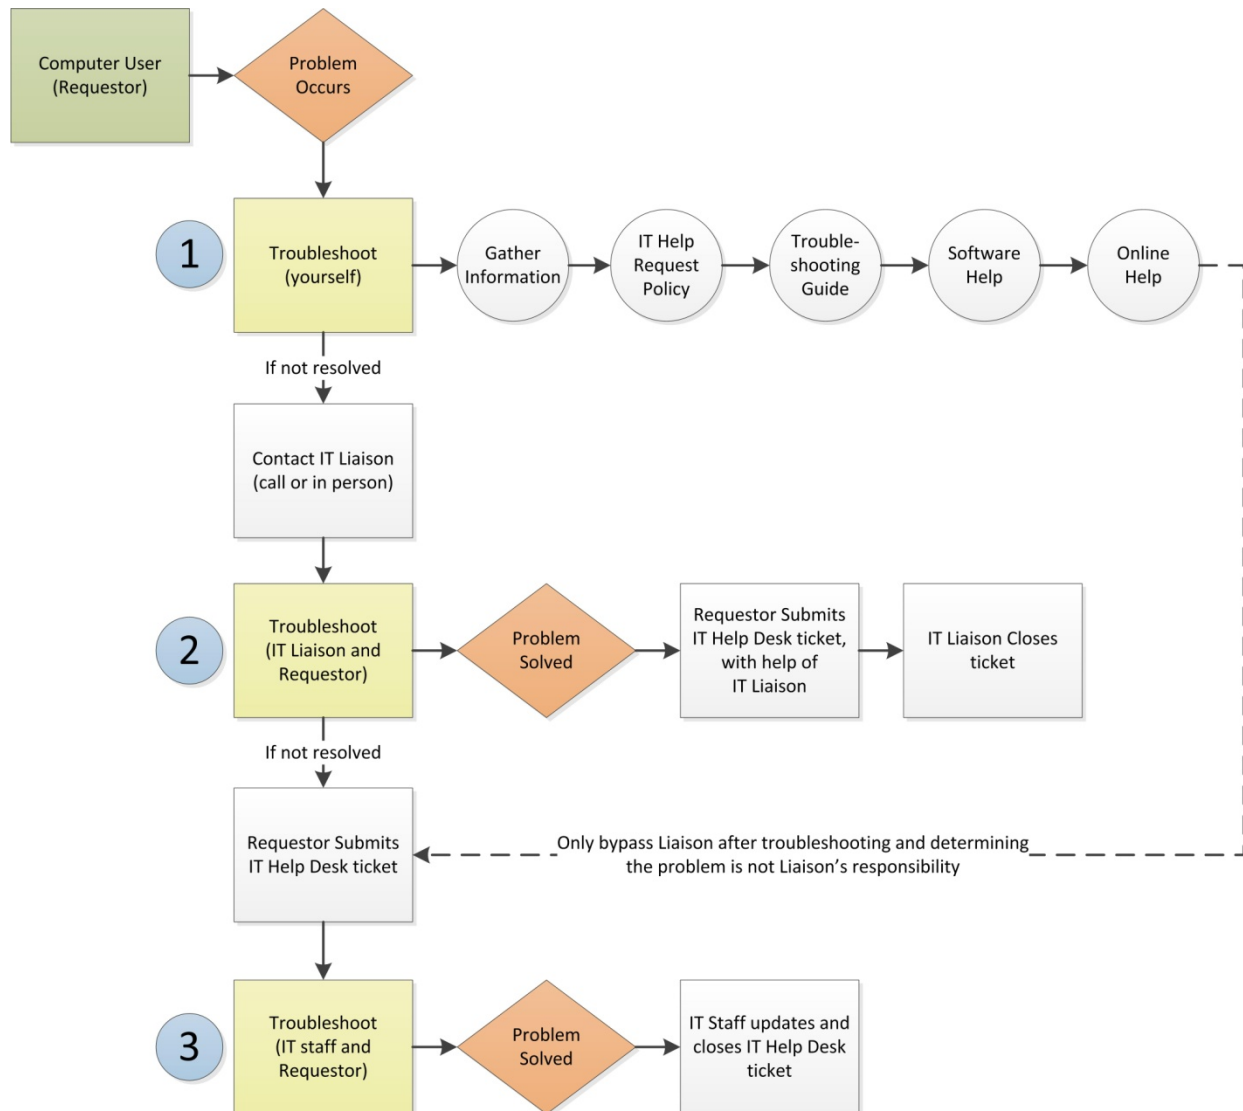 Computer User
(Requestor)
Problem
Occurs
1
Troubleshoot
(yourself)
Gather
Information
IT Help
Request
Policy
Trouble-
shooting
Guide
Software
Help
Online
Help
If not resolved
Contact IT Liaison
(call or in person)
2
Troubleshoot
(IT Liaison and
Requestor)
Problem
Solved
Requestor Submits
IT Help Desk ticket,
with help of
IT Liaison
IT Liaison Closes
ticket
If not resolved
Requestor Submits
IT Help Desk ticket
Only bypass Liaison after troubleshooting and determining
the problem is not Liaison’s responsibility
3
Troubleshoot
(IT staff and
Requestor)
Problem
Solved
IT Staff updates and
closes IT Help Desk
ticket